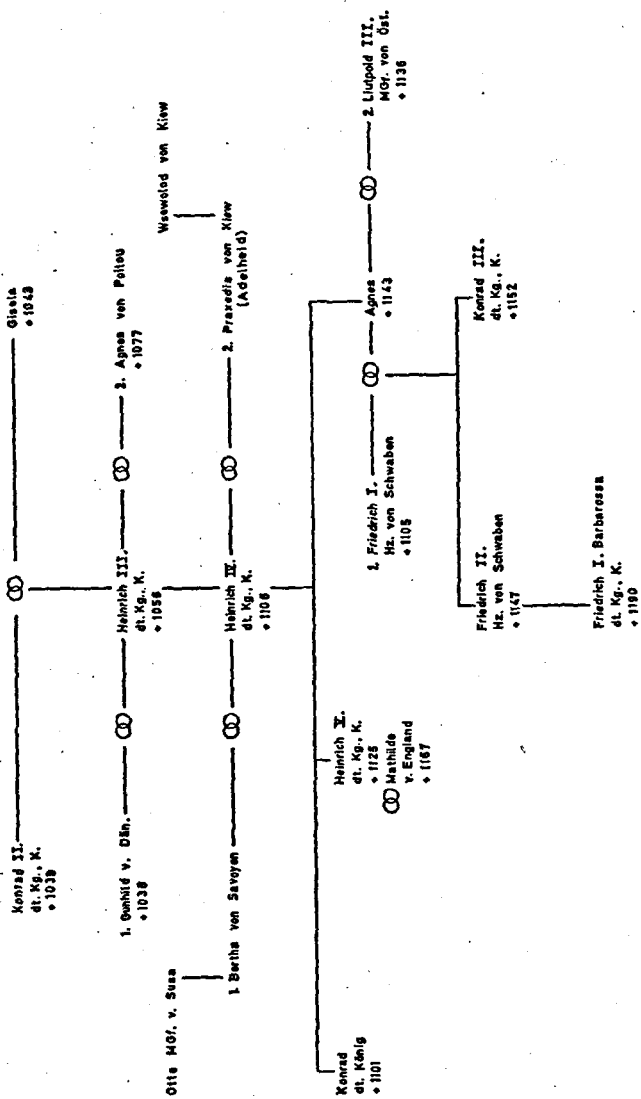 Konrad II.
dt. Kg., K.
+ 1039
Gisela
+ 1043
1. Gunhild v. Dän.
+ 1038
Heinrich III.
dt. Kg., K.
+ 1056
2. Agnes von Poitou
+ 1077
Otto MGf. v. Susa
Wsewolod von Kiew
1. Bertha von Savoyen
Heinrich IV.
dt. Kg., K.
+ 1106
2. Praxedis von Kiew
(Adelheid)
Konrad
dt. König
+ 1101
Heinrich V.
dt. Kg., K.
+ 1125
Mathilde
v. England
+ 1167
1. Friedrich I.
Hz. von Schwaben
+ 1105
Agnes
+ 1143
2. Liutpold III.
MGf. von Öst.
+ 1136
Friedrich II.
Hz. von Schwaben
+ 1147
Konrad III.
dt. Kg., K.
+ 1152
Friedrich I. Barbarossa
dt. Kg., K.
+ 1190